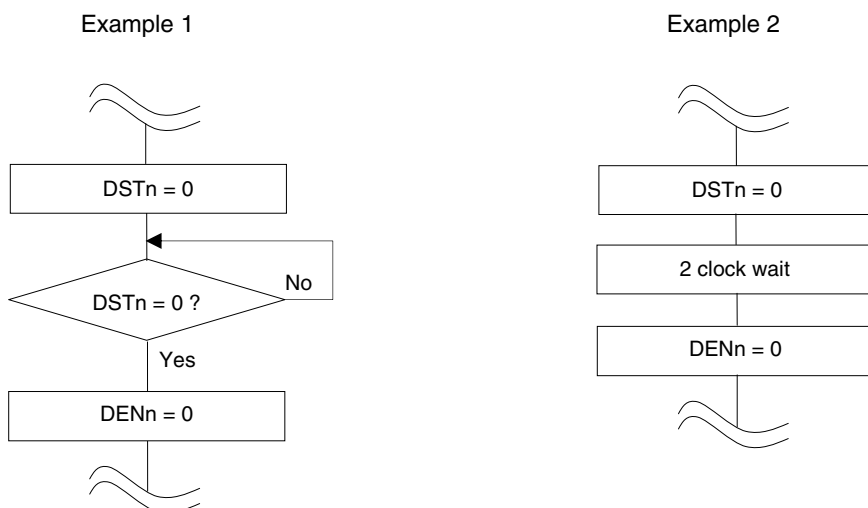 Example 1
DSTn = 0
DSTn = 0 ?
No
Yes
DENn = 0
Example 2
DSTn = 0
2 clock wait
DENn = 0